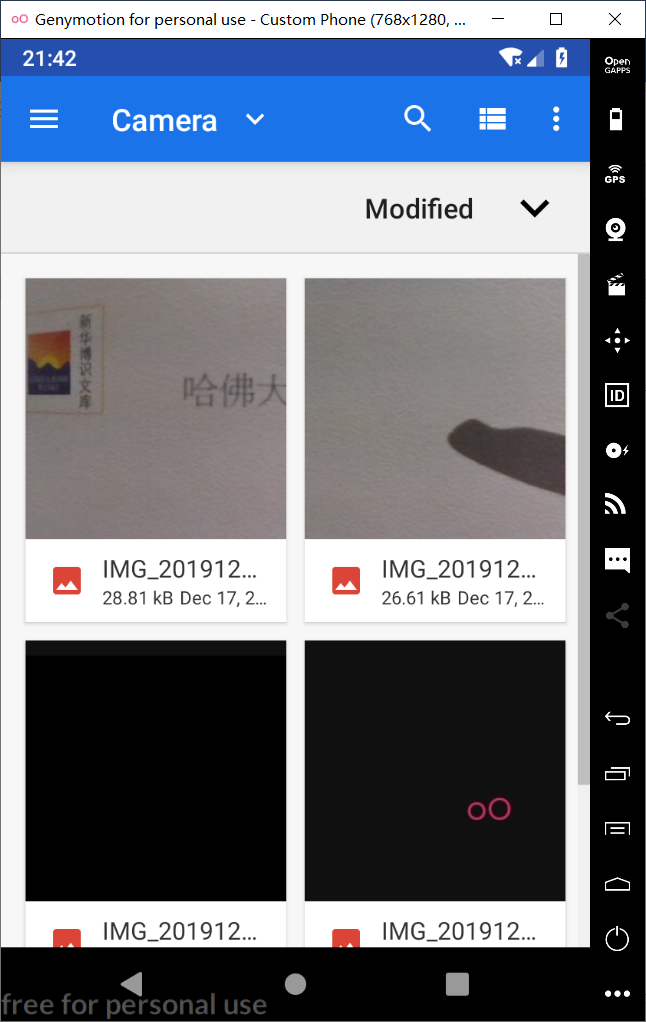 Genymotion for personal use - Custom Phone (768x1280, ...
21:42
Open
GAPPS
Camera
GPS
Modified
ID
新华博识文库
哈佛大
IMG_201912...
28.81 kB Dec 17, 2...
IMG_201912...
26.61 kB Dec 17, 2...
oO
IMG_201912...
IMG_201912...
free for personal use